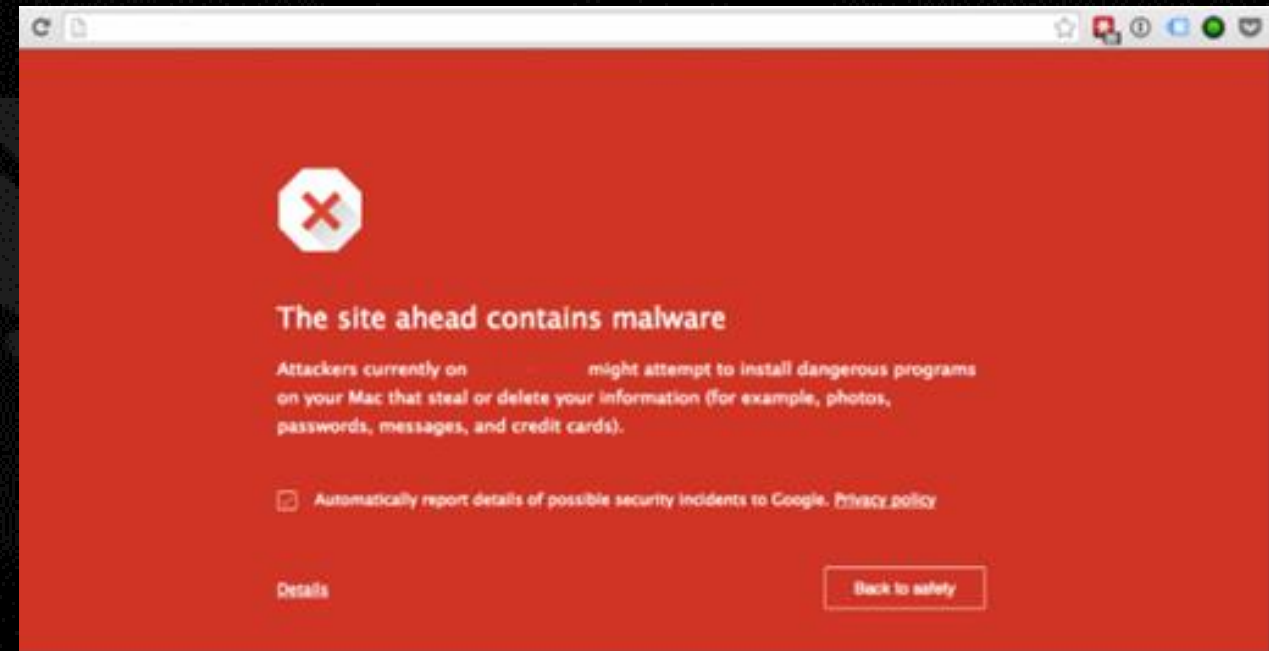 The site ahead contains malware
Attackers currently on might attempt to install dangerous programs
on your Mac that steal or delete your information (for example, photos,
passwords, messages, and credit cards).
Automatically report details of possible security incidents to Google. Privacy policy
Details
Back to safety